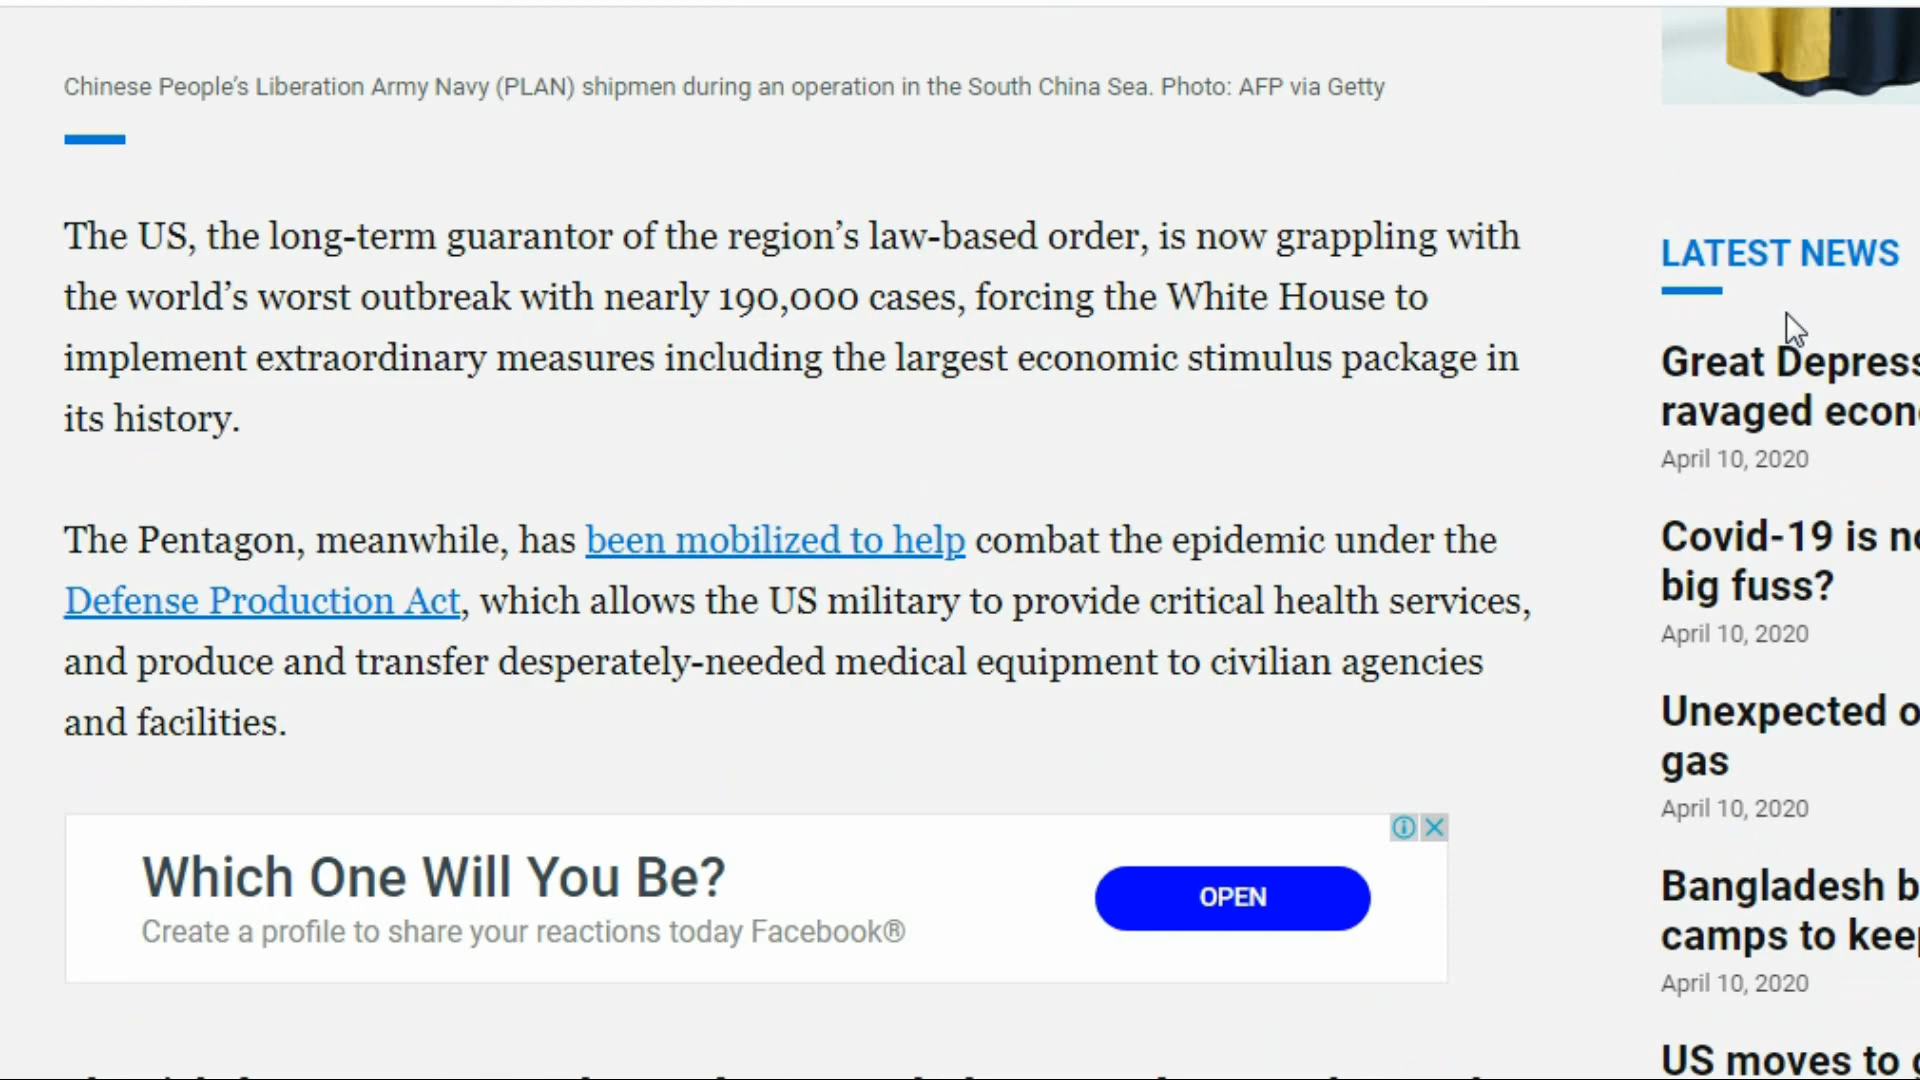 Chinese People’s Liberation Army Navy (PLAN) shipmen during an operation in the South China Sea. Photo: AFP via Getty
The US, the long-term guarantor of the region’s law-based order, is now grappling with
the world’s worst outbreak with nearly 190,000 cases, forcing the White House to
implement extraordinary measures including the largest economic stimulus package in
its history.
The Pentagon, meanwhile, has been mobilized to help combat the epidemic under the
Defense Production Act, which allows the US military to provide critical health services,
and produce and transfer desperately-needed medical equipment to civilian agencies
and facilities.
Which One Will You Be?
Create a profile to share your reactions today Facebook®
OPEN
LATEST NEWS
Great Depress
ravaged econ
April 10, 2020
Covid-19 is no
big fuss?
April 10, 2020
Unexpected o
gas
April 10, 2020
Bangladesh b
camps to keep
April 10, 2020
US moves to